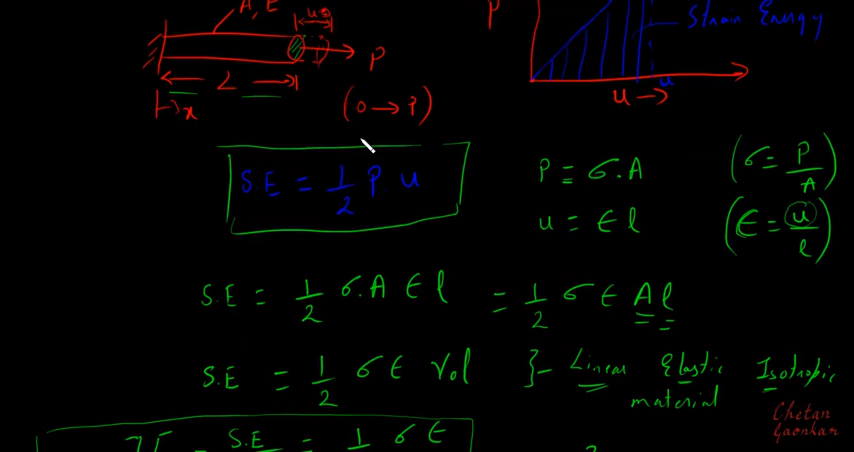 A, E
u
P
P
L
x
(0 → P)
Strain Energy
u
u →
S.E = 1/2 P u
P = σ.A (σ = P/A)
u = ϵ l (ϵ = u/l)
S.E = 1/2 σ.A ϵ l = 1/2 σ ϵ A l
S.E = 1/2 σ ϵ Vol }- Linear Elastic Isotropic
material
Chetan
Gaonkar
S.E = 1/2 σ ϵ